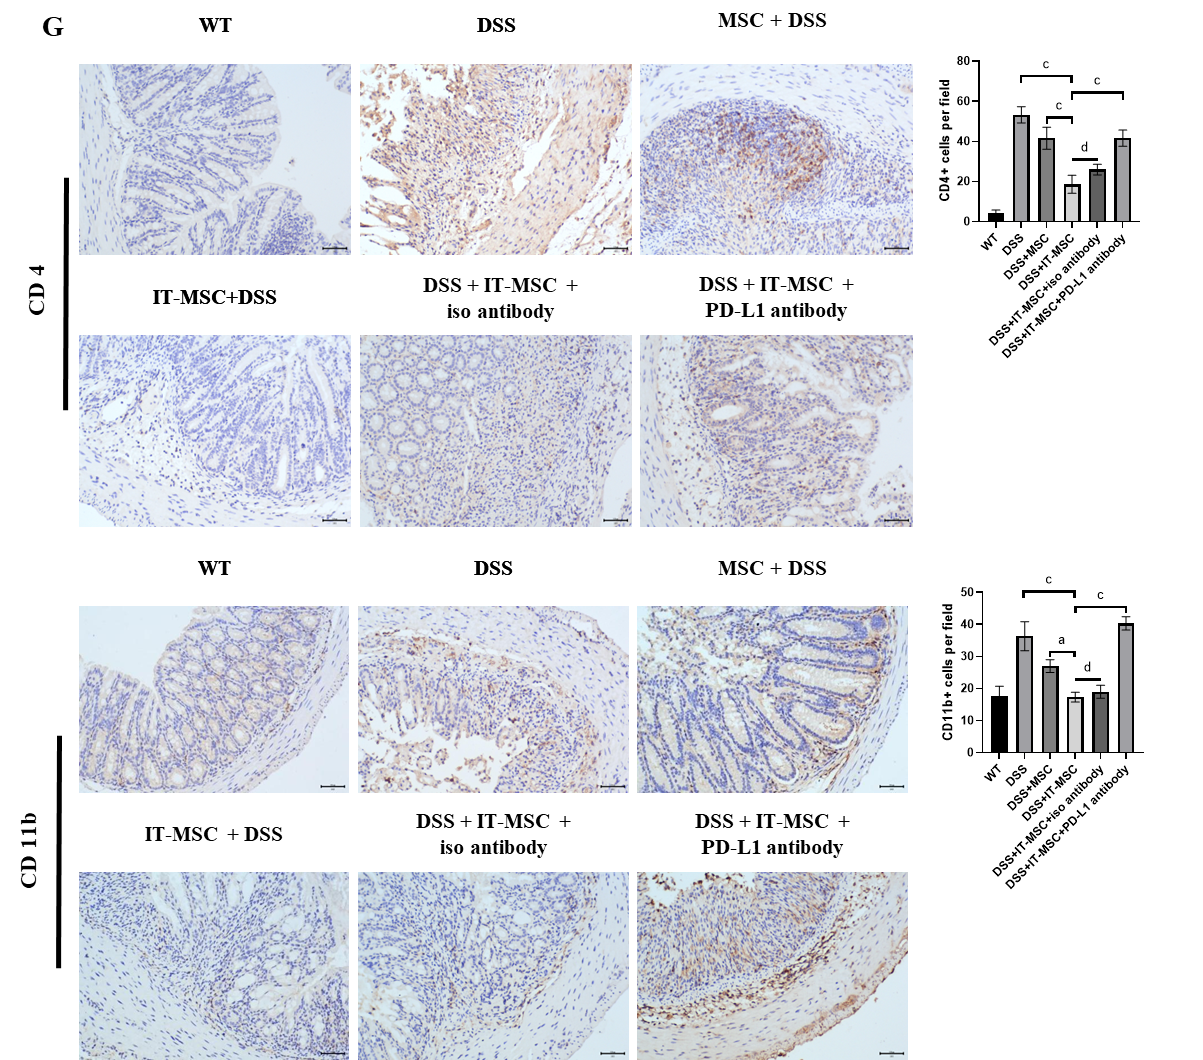 G
WT
DSS
MSC + DSS
CD 4
IT-MSC+DSS
DSS + IT-MSC +
iso antibody
DSS + IT-MSC +
PD-L1 antibody
CD4+ cells per field
80
60
40
20
0
c
c
c
d
WT
DSS
DSS+MSC
DSS+IT-MSC
DSS+IT-MSC+iso antibody
DSS+IT-MSC+PD-L1 antibody
WT
DSS
MSC + DSS
CD 11b
IT-MSC + DSS
DSS + IT-MSC +
iso antibody
DSS + IT-MSC +
PD-L1 antibody
CD11b+ cells per field
50
40
30
20
10
0
c
c
a
d
WT
DSS
DSS+MSC
DSS+IT-MSC
DSS+IT-MSC+iso antibody
DSS+IT-MSC+PD-L1 antibody